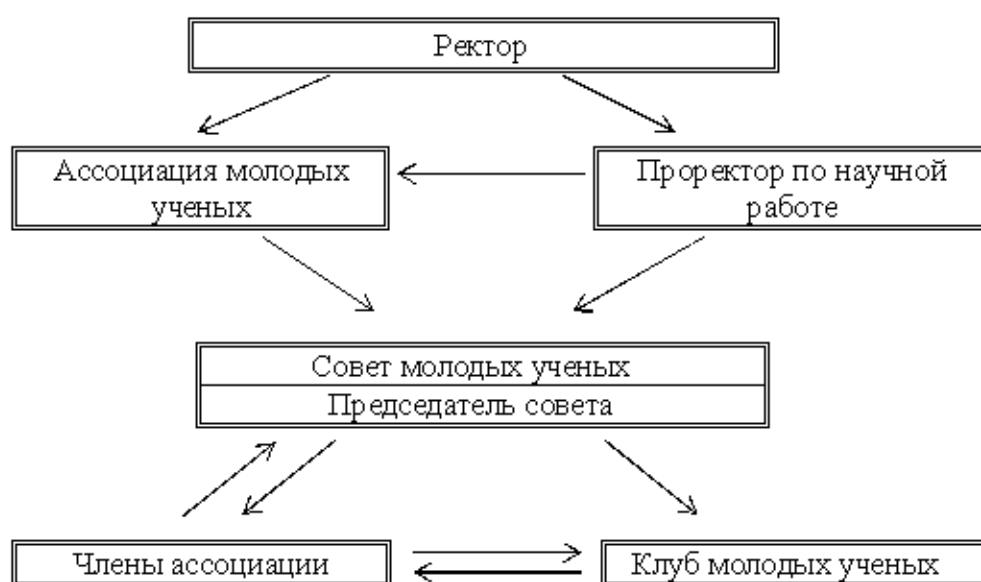 Ректор
Ассоциация молодых
ученых
Проректор по научной
работе
Совет молодых ученых
Председатель совета
Члены ассоциации
Клуб молодых ученых